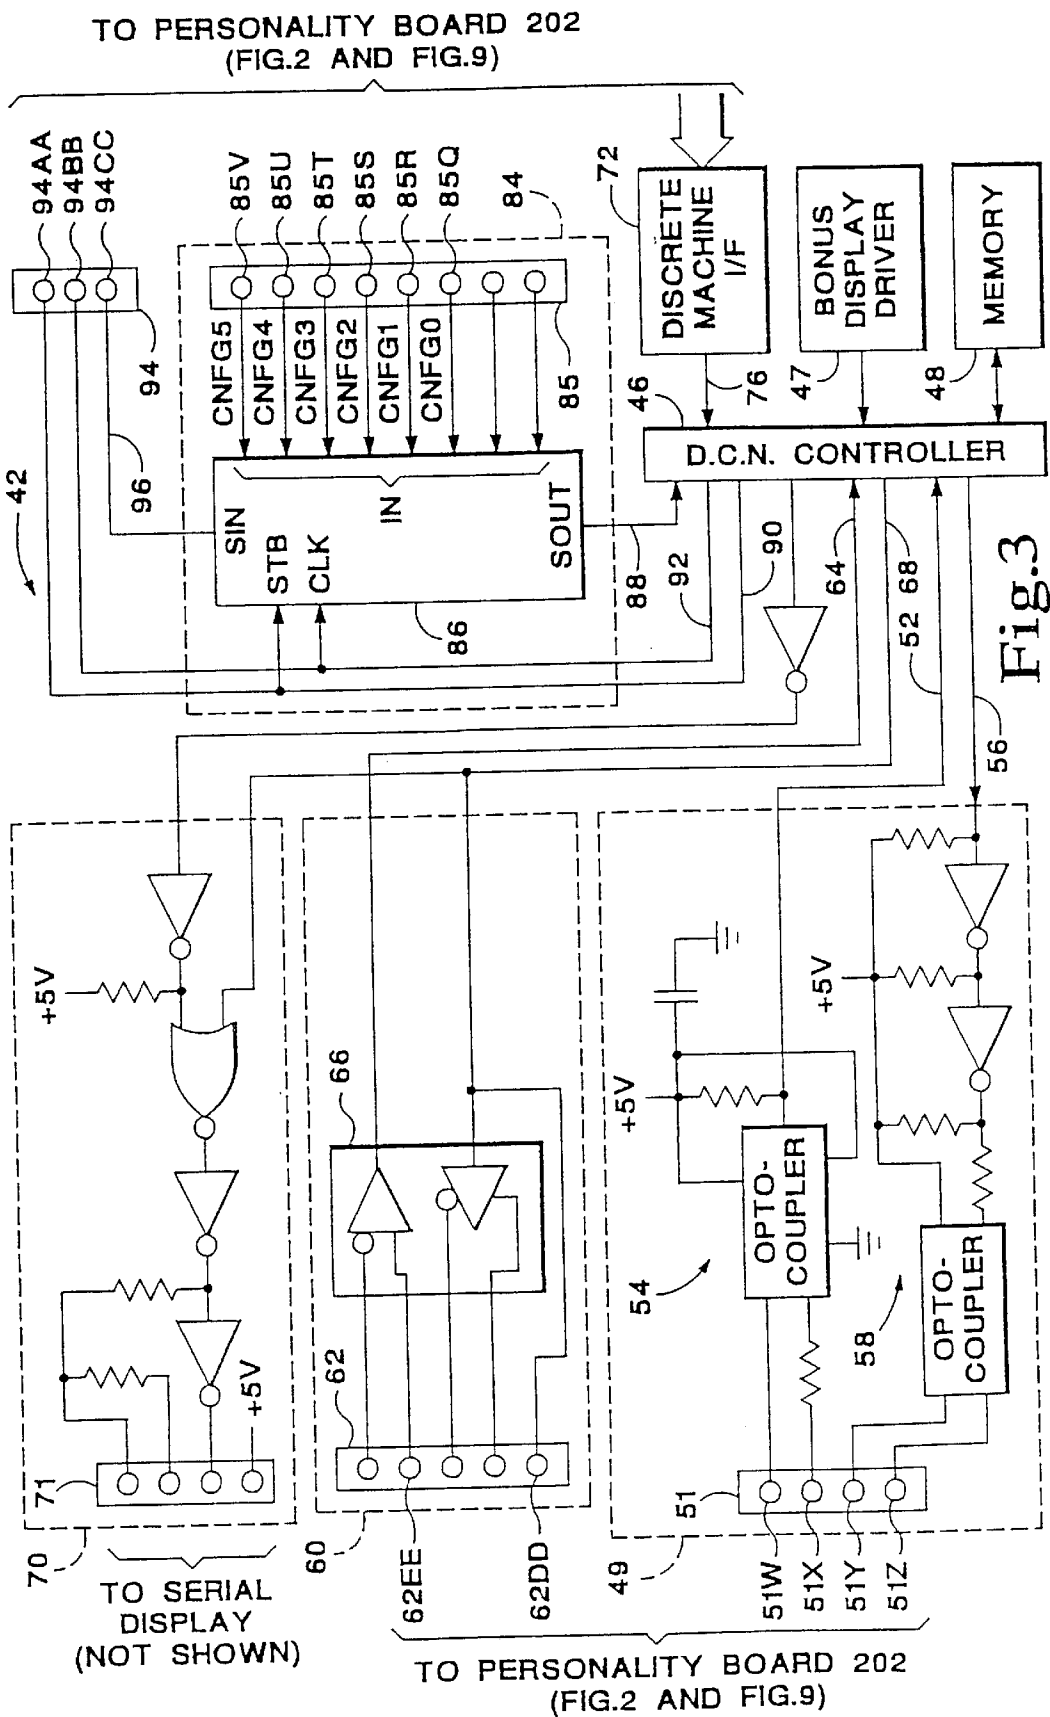 TO PERSONALITY BOARD 202
(FIG.2 AND FIG.9)
94AA
94BB
94CC
94
96
42
85V
85U
85T
85S
85R
85Q
84
CNFG5
CNFG4
CNFG3
CNFG2
CNFG1
CNFG0
85
SIN
STB
CLK
IN
SOUT
86
88
72
DISCRETE
MACHINE
I/F
76
BONUS
DISPLAY
DRIVER
47
MEMORY
48
46
D.C.N. CONTROLLER
92
90
64
68
52
56
Fig.3
+5V
+5V
71
70
TO SERIAL
DISPLAY
(NOT SHOWN)
66
62
60
62EE
62DD
+5V
OPTO-
COUPLER
54
+5V
OPTO-
COUPLER
58
51
49
51W
51X
51Y
51Z
TO PERSONALITY BOARD 202
(FIG.2 AND FIG.9)